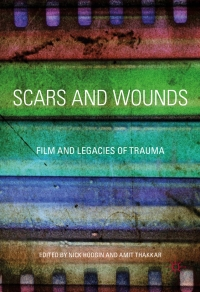 SCARS AND WOUNDS
FILM AND LEGACIES OF TRAUMA
EDITED BY NICK HODGIN AND AMIT THAKKAR